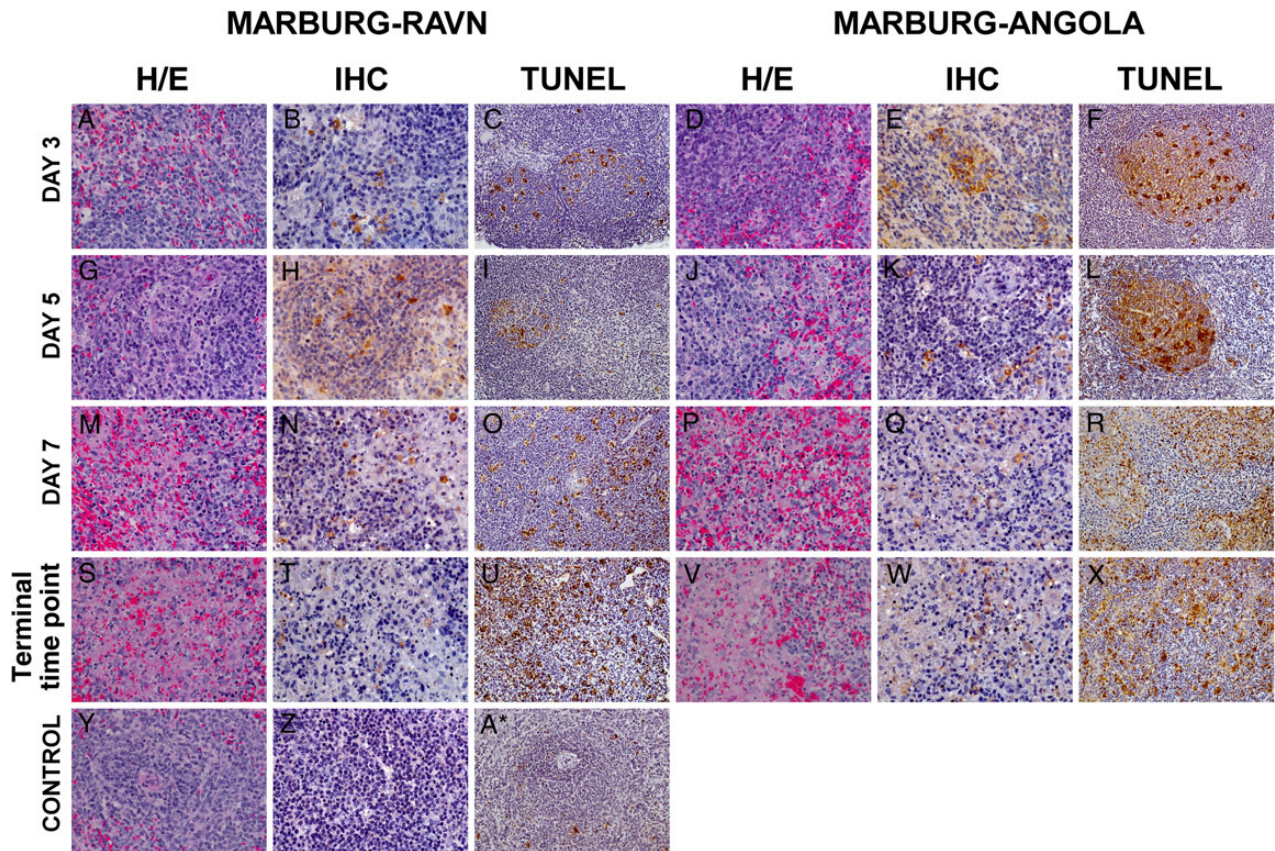 MARBURG-RAVN MARBURG-ANGOLA
H/E IHC TUNEL H/E IHC TUNEL
DAY 3 A B C D E F
DAY 5 G H I J K L
DAY 7 M N O P Q R
Terminal
time point S T U V W X
CONTROL Y Z A*